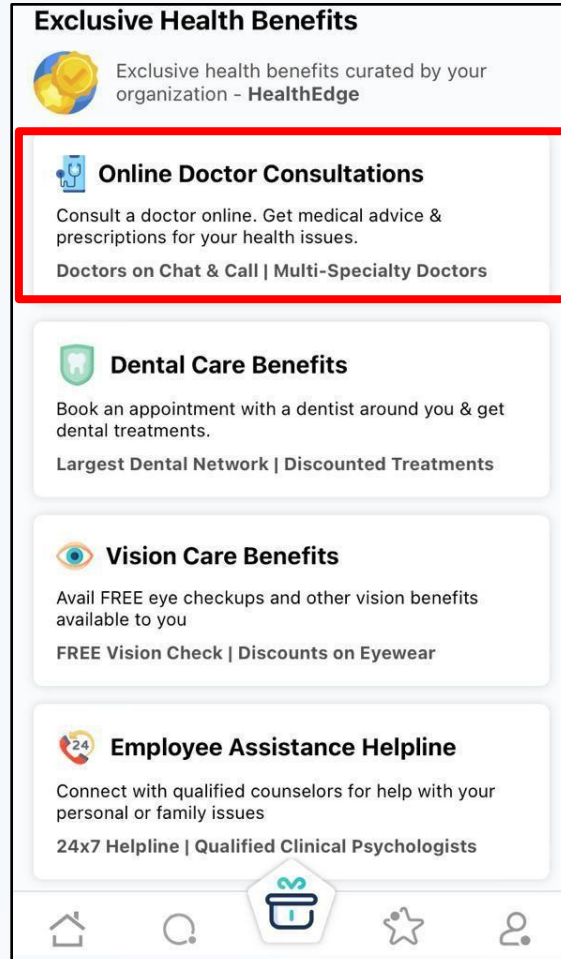 Exclusive Health Benefits
Exclusive health benefits curated by your
organization - HealthEdge
Online Doctor Consultations
Consult a doctor online. Get medical advice &
prescriptions for your health issues.
Doctors on Chat & Call | Multi-Specialty Doctors
Dental Care Benefits
Book an appointment with a dentist around you & get
dental treatments.
Largest Dental Network | Discounted Treatments
Vision Care Benefits
Avail FREE eye checkups and other vision benefits
available to you
FREE Vision Check | Discounts on Eyewear
24
Employee Assistance Helpline
Connect with qualified counselors for help with your
personal or family issues
24x7 Helpline | Qualified Clinical Psychologists